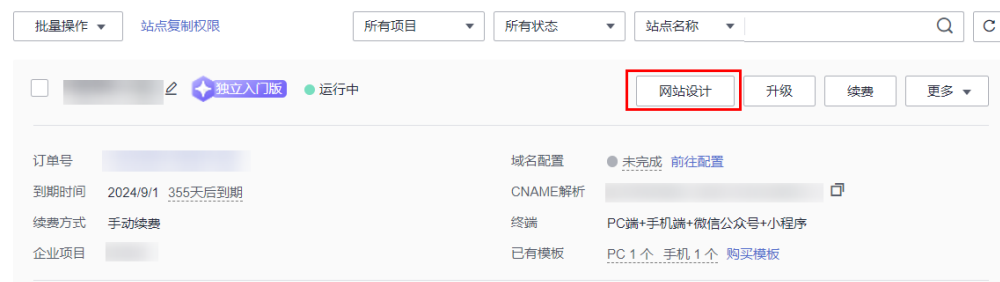 批量操作 站点复制权限 所有项目 所有状态 站点名称
独立入门版 运行中 网站设计 升级 续费 更多
订单号 域名配置 未完成 前往配置
到期时间 2024/9/1 355天后到期 CNAME解析
续费方式 手动续费 终端 PC端+手机端+微信公众号+小程序
企业项目 已有模板 PC 1 个 手机 1 个 购买模板